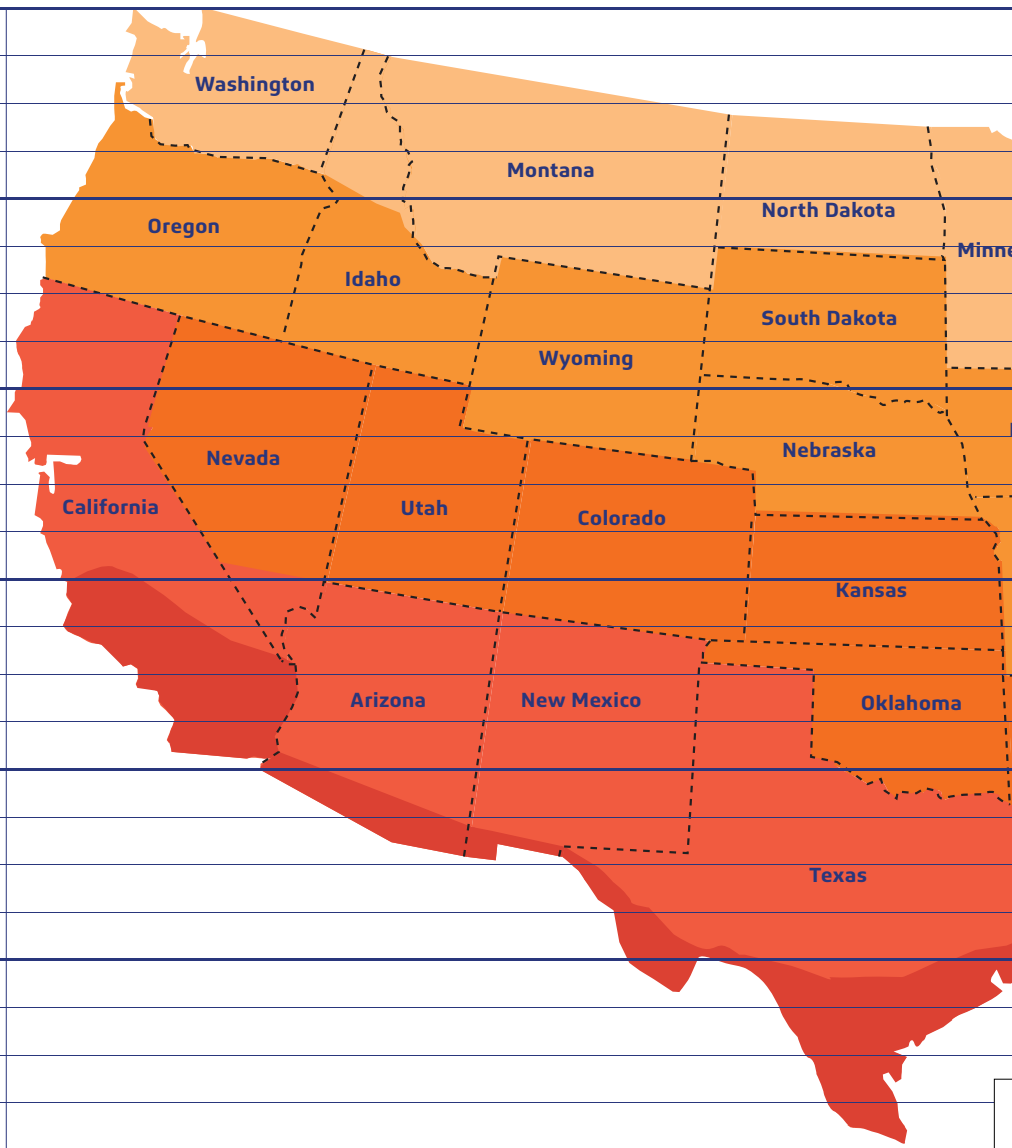 Washington
Montana
North Dakota
Oregon
Minne
Idaho
South Dakota
Wyoming
Nebraska
Nevada
Utah
California
Colorado
Kansas
Arizona
New Mexico
Oklahoma
Texas